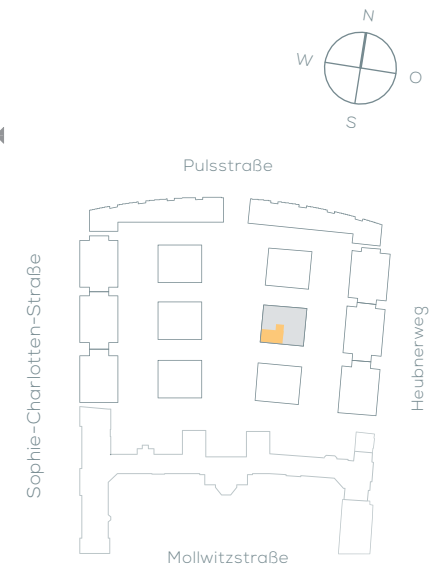 N
W
O
S
Pulsstraße
Sophie-Charlotten-Straße
Heubnerweg
Mollwitzstraße